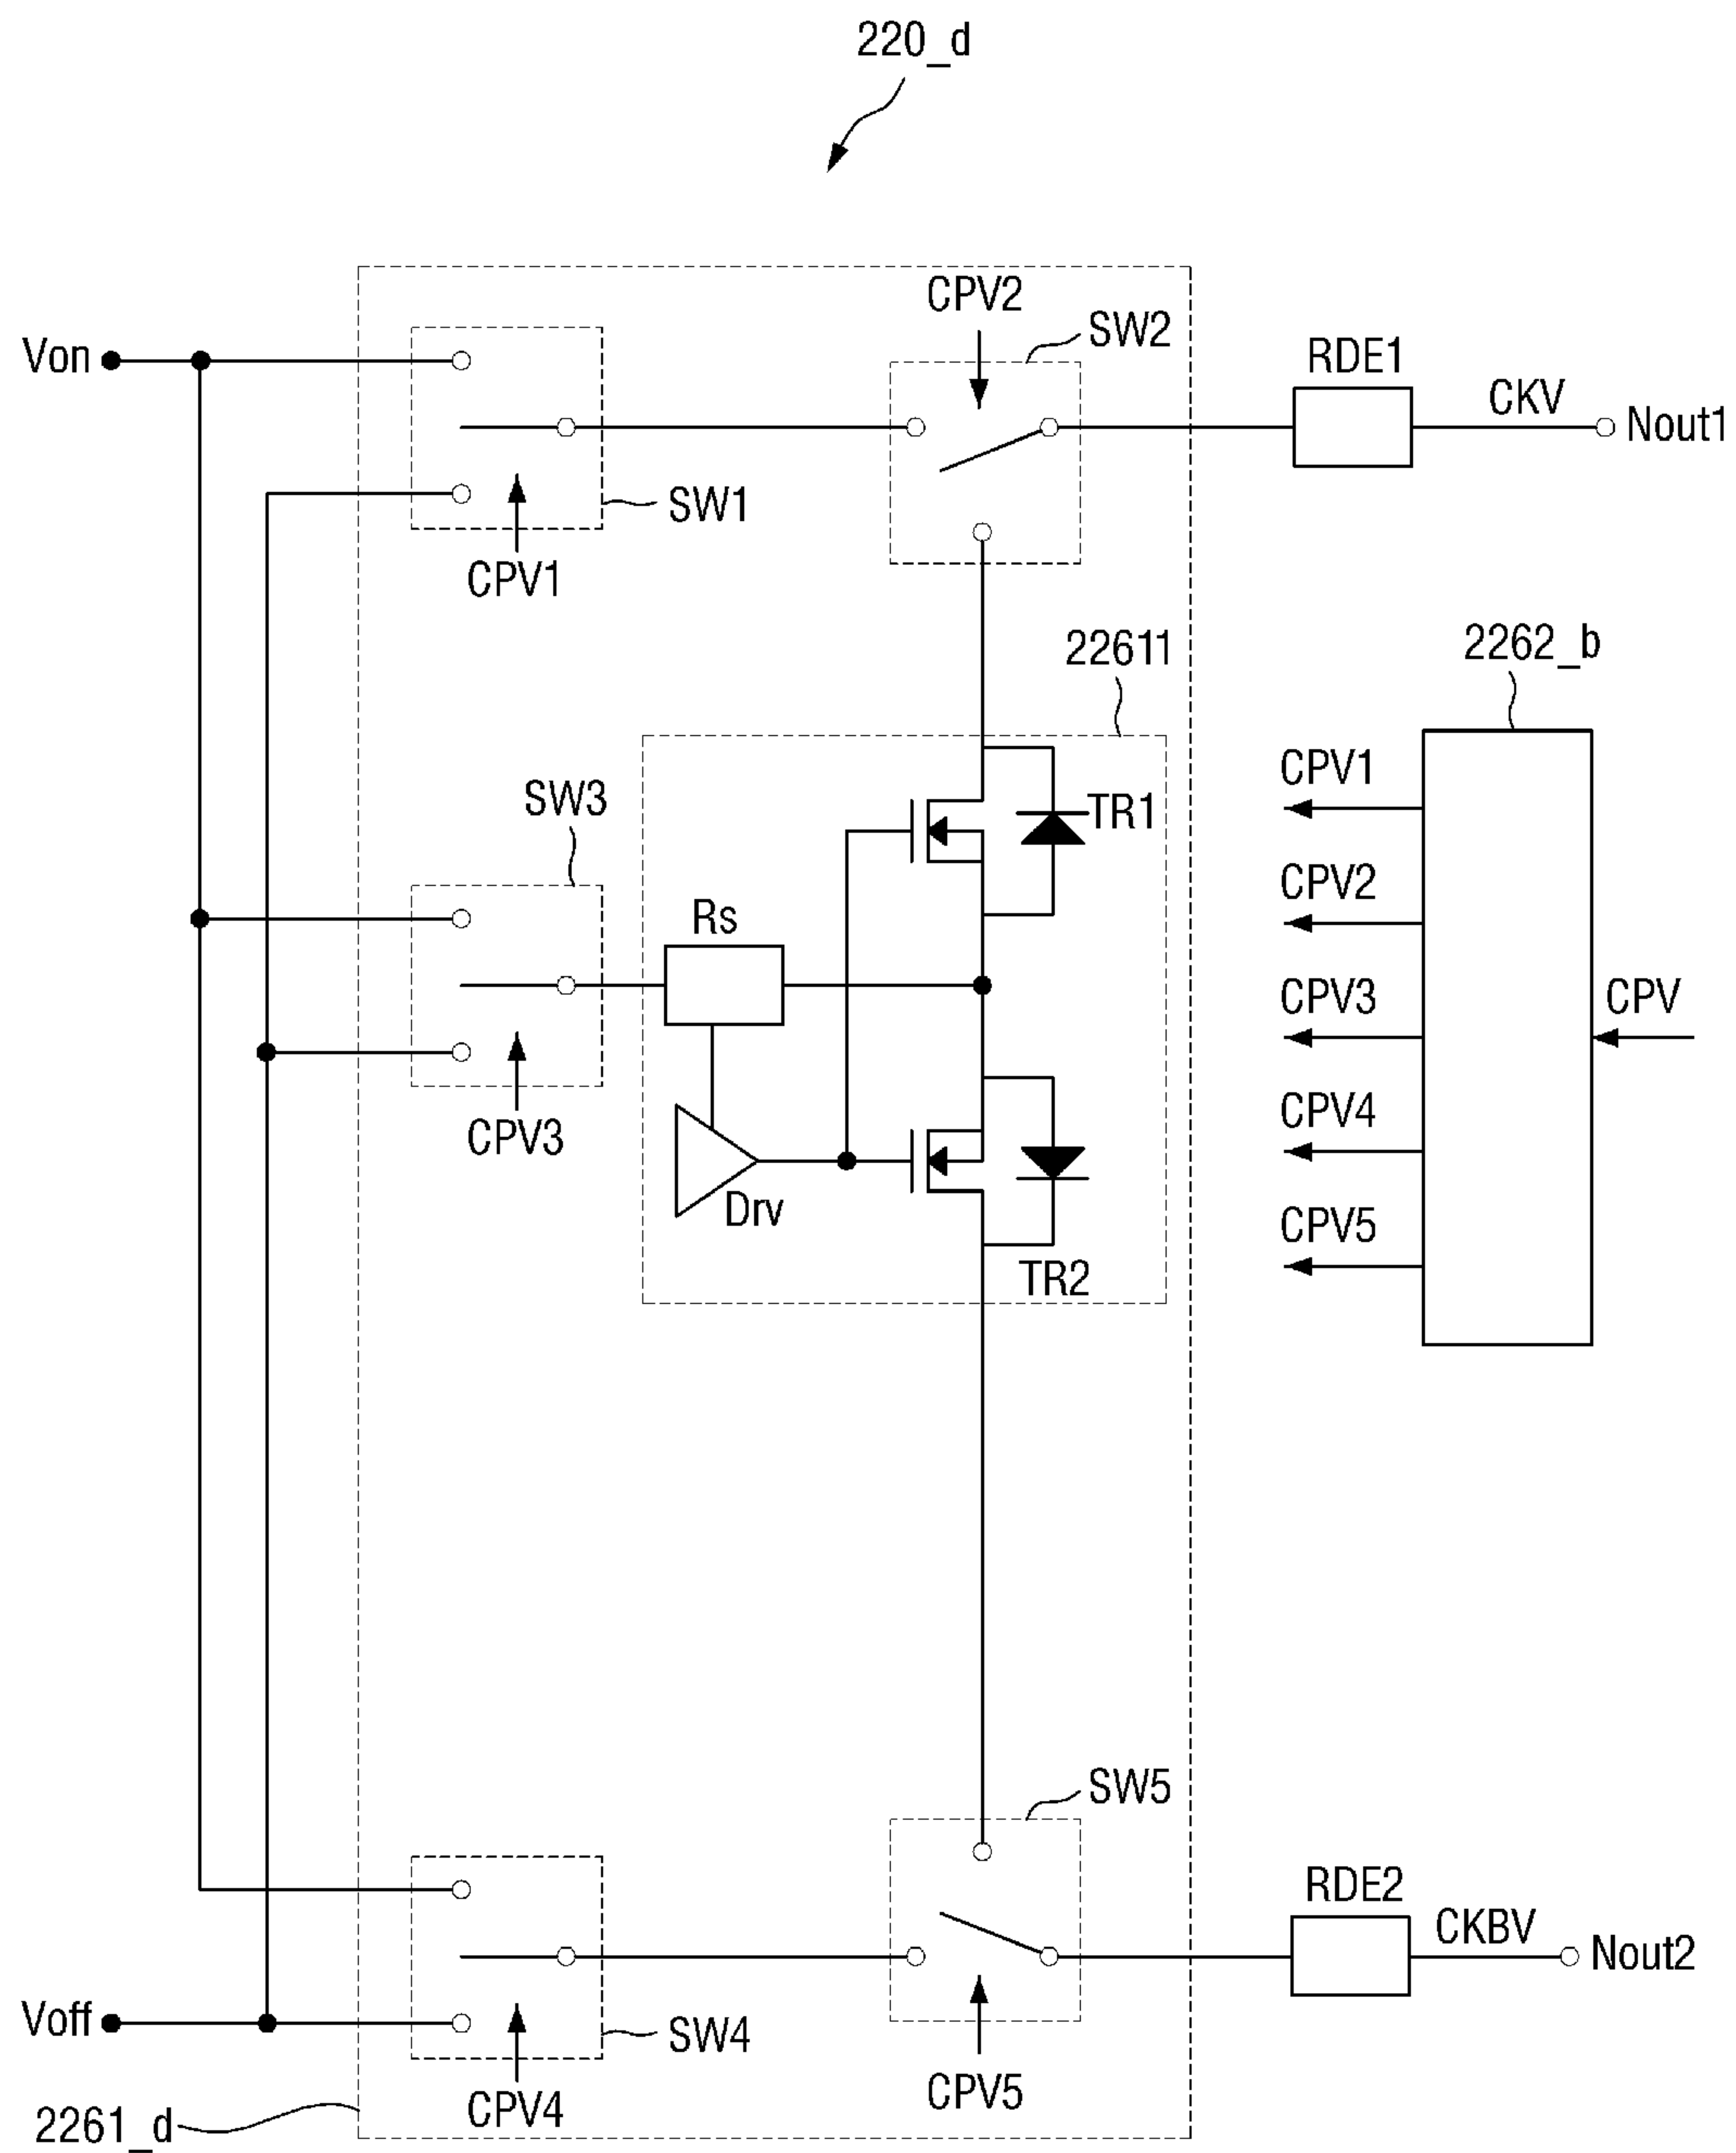 220_d
CPV2
SW2
Von
RDE1
CKV
Nout1
SW1
CPV1
22611
2262_b
SW3
CPV1
TR1
CPV2
Rs
CPV3
CPV
CPV4
CPV3
Drv
CPV5
TR2
SW5
RDE2
CKBV
Nout2
Voff
SW4
CPV4
CPV5
2261_d